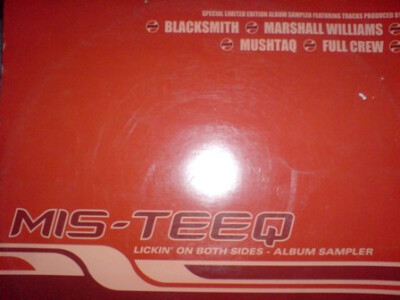 SPECIAL LIMITED EDITION ALBUM SAMPLER FEATURING TRACKS PRODUCED BY
BLACKSMITH MARSHALL WILLIAMS
MUSHTAQ FULL CREW
MIS-TEEQ
LICKIN' ON BOTH SIDES - ALBUM SAMPLER